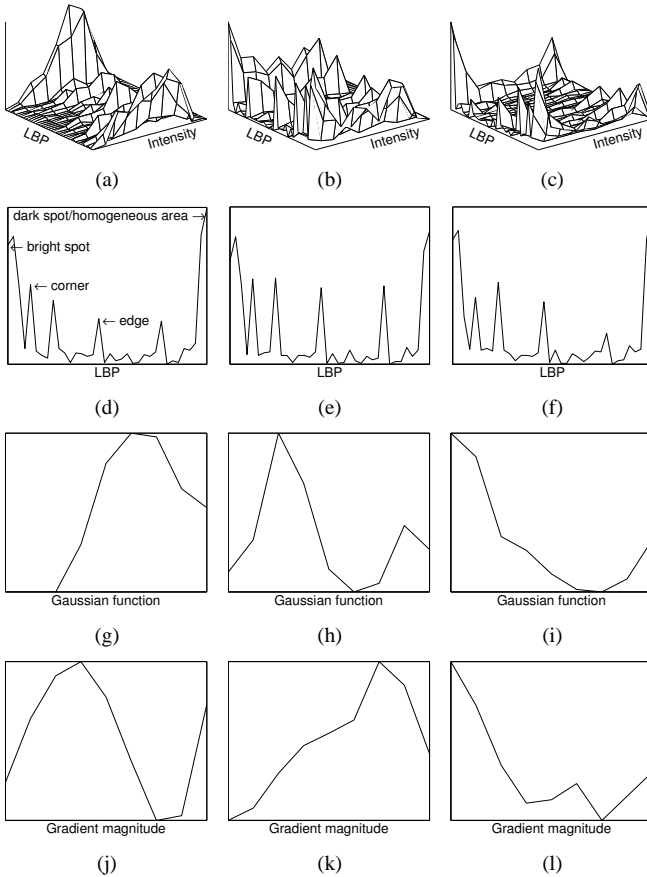 LBP Intensity LBP Intensity LBP Intensity
(a) (b) (c)
dark spot/homogeneous area →
← bright spot
← corner
← edge
LBP LBP LBP
(d) (e) (f)
Gaussian function Gaussian function Gaussian function
(g) (h) (i)
Gradient magnitude Gradient magnitude Gradient magnitude
(j) (k) (l)